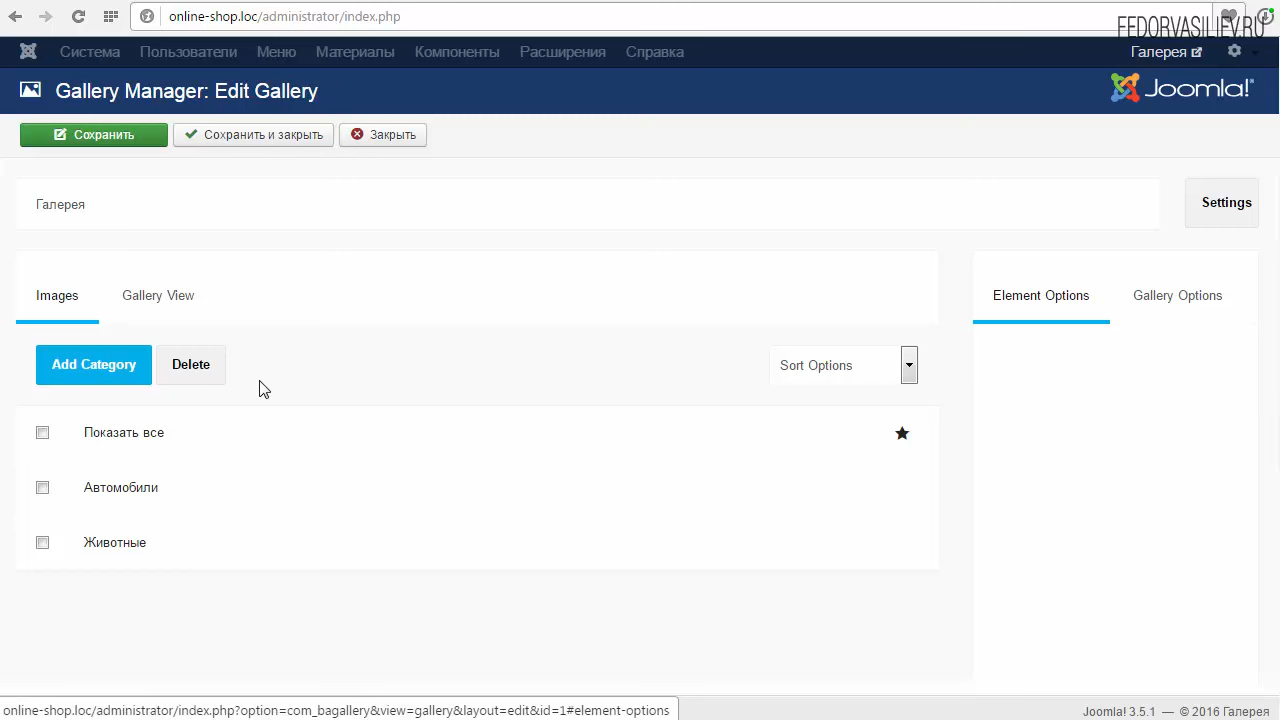 online-shop.loc/administrator/index.php
FEDORVASILIEV.RU
Система Пользователи Меню Материалы Компоненты Расширения Справка
Галерея
Gallery Manager: Edit Gallery
Joomla!
Сохранить Сохранить и закрыть Закрыть
Галерея
Settings
Images Gallery View
Element Options Gallery Options
Add Category Delete
Sort Options
Показать все
Автомобили
Животные
online-shop.loc/administrator/index.php?option=com_bagallery&view=gallery&layout=edit&id=1#element-options
Joomla! 3.5.1 — © 2016 Галерея